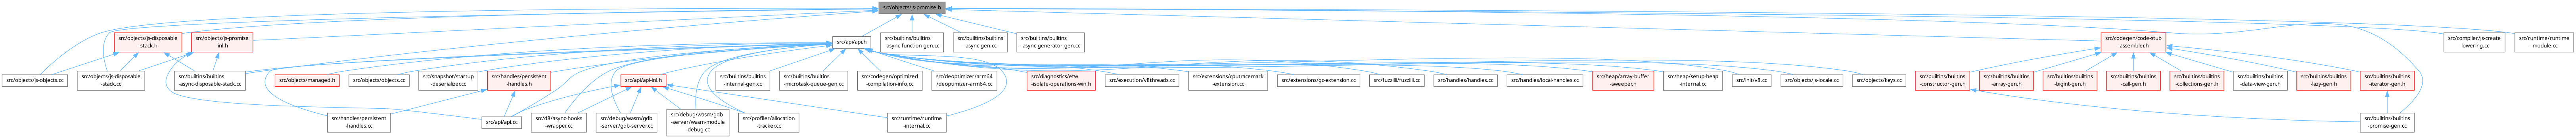 src/objects/js-promise.h
src/objects/js-disposable
-stack.h
src/objects/js-promise
-inl.h
src/api/api.h
src/builtins/builtins
-async-function-gen.cc
src/builtins/builtins
-async-gen.cc
src/builtins/builtins
-async-generator-gen.cc
src/codegen/code-stub
-assembler.h
src/compiler/js-create
-lowering.cc
src/runtime/runtime
-module.cc
src/objects/js-objects.cc
src/objects/js-disposable
-stack.cc
src/builtins/builtins
-async-disposable-stack.cc
src/objects/managed.h
src/objects/objects.cc
src/snapshot/startup
-deserializer.cc
src/handles/persistent
-handles.h
src/api/api-inl.h
src/builtins/builtins
-internal-gen.cc
src/builtins/builtins
-microtask-queue-gen.cc
src/codegen/optimized
-compilation-info.cc
src/deoptimizer/arm64
/deoptimizer-arm64.cc
src/diagnostics/etw
-isolate-operations-win.h
src/execution/v8threads.cc
src/extensions/cputracemark
-extension.cc
src/extensions/gc-extension.cc
src/fuzzilli/fuzzilli.cc
src/handles/handles.cc
src/handles/local-handles.cc
src/heap/array-buffer
-sweeper.h
src/heap/setup-heap
-internal.cc
src/init/v8.cc
src/objects/js-locale.cc
src/objects/keys.cc
src/builtins/builtins
-constructor-gen.h
src/builtins/builtins
-array-gen.h
src/builtins/builtins
-bigint-gen.h
src/builtins/builtins
-call-gen.h
src/builtins/builtins
-collections-gen.h
src/builtins/builtins
-data-view-gen.h
src/builtins/builtins
-lazy-gen.h
src/builtins/builtins
-iterator-gen.h
src/handles/persistent
-handles.cc
src/api/api.cc
src/d8/async-hooks
-wrapper.cc
src/debug/wasm/gdb
-server/gdb-server.cc
src/debug/wasm/gdb
-server/wasm-module
-debug.cc
src/profiler/allocation
-tracker.cc
src/runtime/runtime
-internal.cc
src/builtins/builtins
-promise-gen.cc